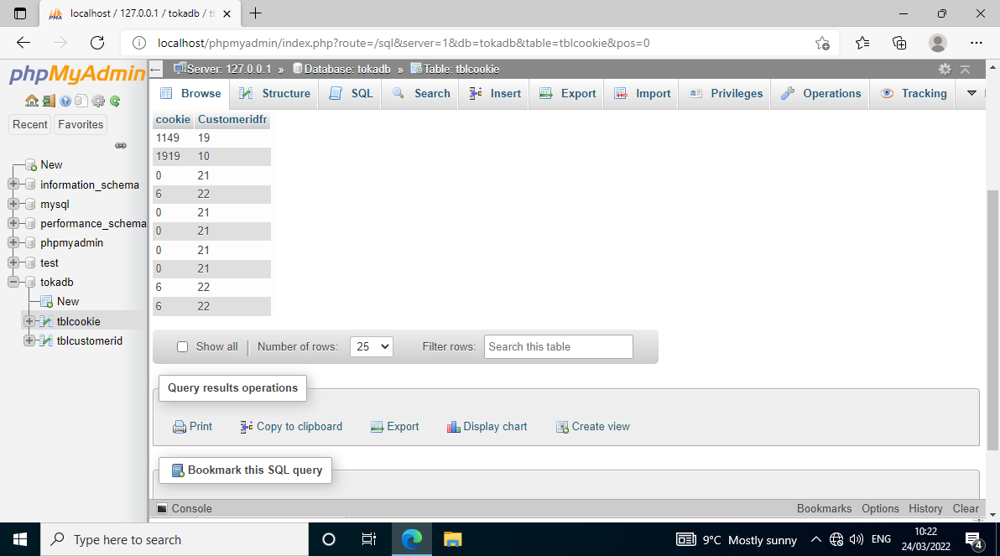 localhost / 127.0.0.1 / tokadb /
localhost/phpmyadmin/index.php?route=/sql&server=1&db=tokadb&table=tblcookie&pos=0
phpMyAdmin
Server: 127.0.0.1 » Database: tokadb » Table: tblcookie
Browse Structure SQL Search Insert Export Import Privileges Operations Tracking
Recent Favorites
New
information_schema
mysql
performance_schema
phpmyadmin
test
tokadb
New
tblcookie
tblcustomerid
cookie Customeridfr
1149 19
1919 10
0 21
6 22
0 21
0 21
0 21
0 21
6 22
6 22
Show all Number of rows: 25 Filter rows: Search this table
Query results operations
Print Copy to clipboard Export Display chart Create view
Bookmark this SQL query
Console Bookmarks Options History Clear
Type here to search
9°C Mostly sunny
ENG
10:22
24/03/2022
4